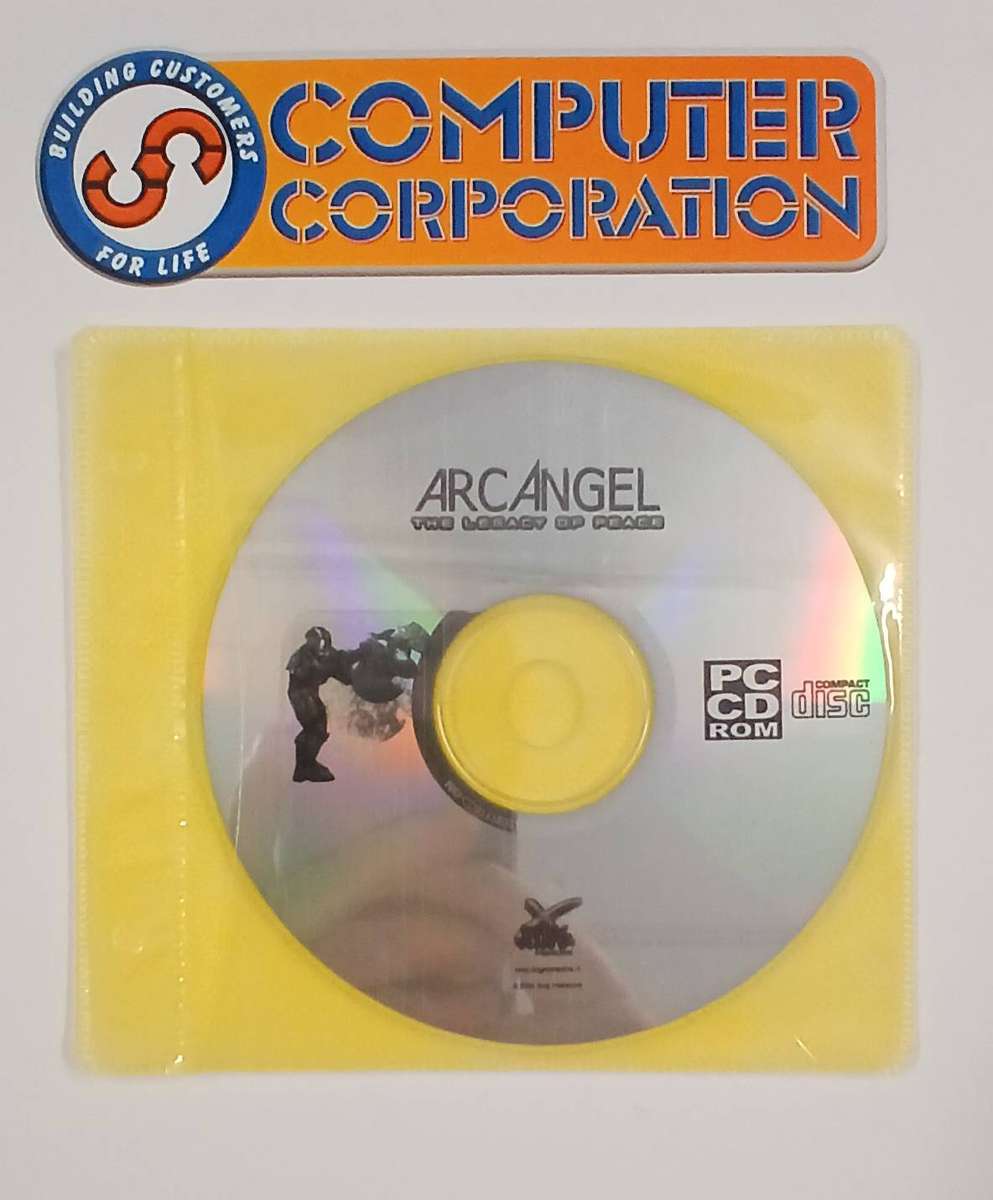 BUILDING CUSTOMERS
FOR LIFE
COMPUTER
CORPORATION
ARCANGEL
THE LEGACY OF PEACE
PC
CD
ROM
COMPACT
disc